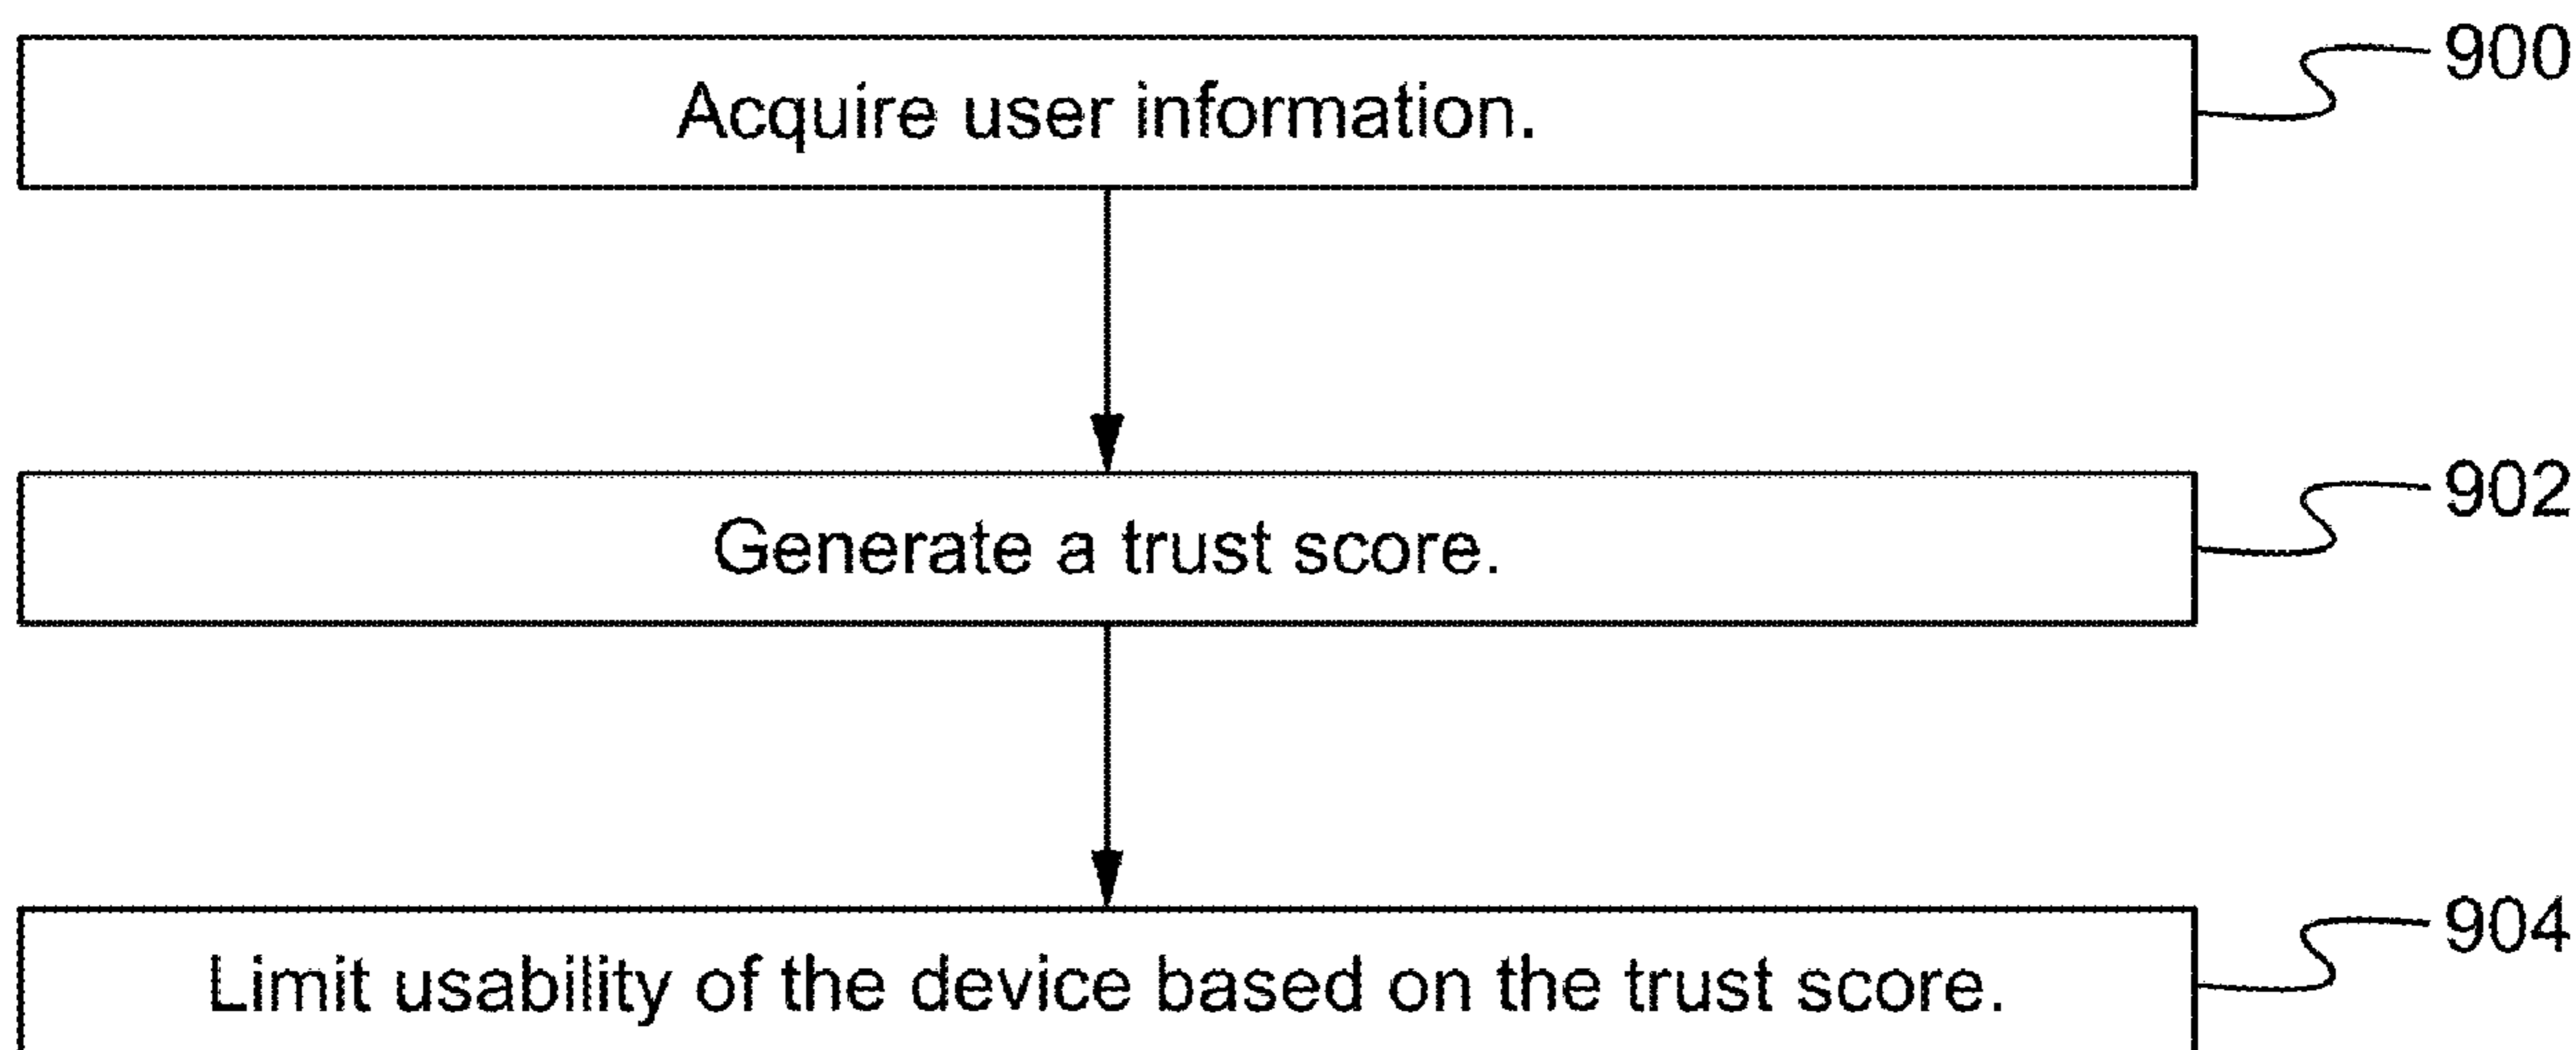 900
Acquire user information.
902
Generate a trust score.
904
Limit usability of the device based on the trust score.